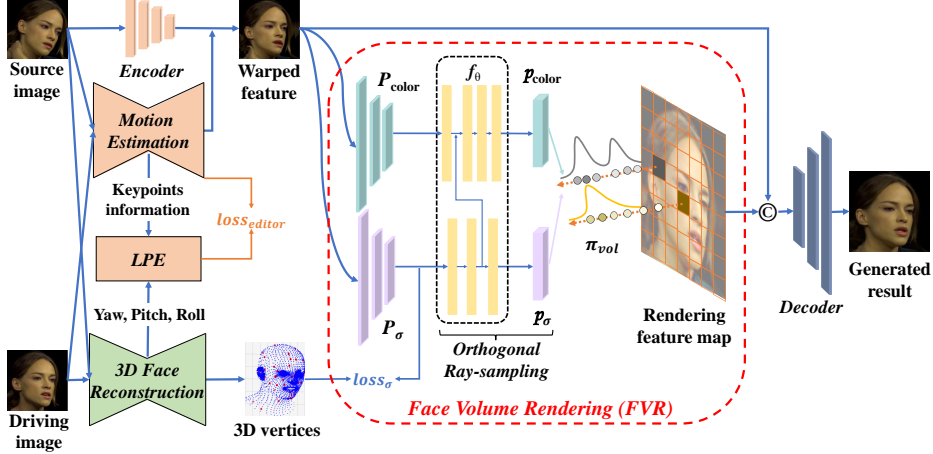 Source
image
Encoder
Warped
feature
Motion
Estimation
Keypoints
information
loss_editor
LPE
Yaw, Pitch, Roll
3D Face
Reconstruction
Driving
image
3D vertices
P_color
f_θ
p_color
P_σ
p_σ
loss_σ
Orthogonal
Ray-sampling
π_vol
Rendering
feature map
Face Volume Rendering (FVR)
©
Decoder
Generated
result